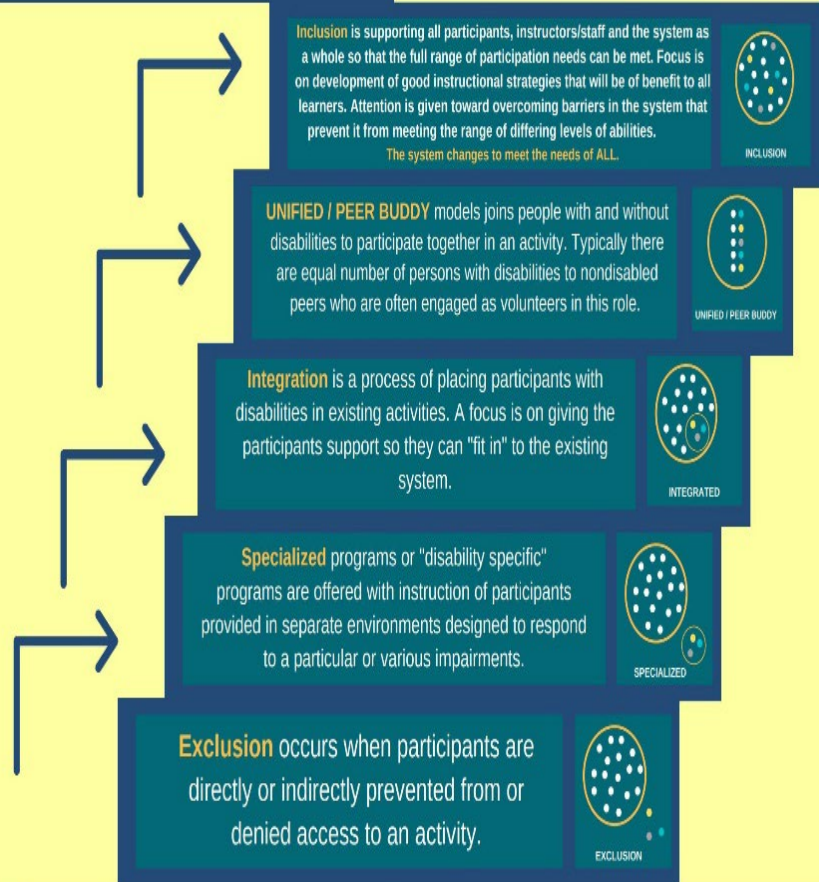 Inclusion is supporting all participants, instructors/staff and the system as
a whole so that the full range of participation needs can be met. Focus is
on development of good instructional strategies that will be of benefit to all
learners. Attention is given toward overcoming barriers in the system that
prevent it from meeting the range of differing levels of abilities.
The system changes to meet the needs of ALL.
INCLUSION
UNIFIED / PEER BUDDY models joins people with and without
disabilities to participate together in an activity. Typically there
are equal number of persons with disabilities to nondisabled
peers who are often engaged as volunteers in this role.
UNIFIED / PEER BUDDY
Integration is a process of placing participants with
disabilities in existing activities. A focus is on giving the
participants support so they can "fit in" to the existing
system.
INTEGRATED
Specialized programs or "disability specific"
programs are offered with instruction of participants
provided in separate environments designed to respond
to a particular or various impairments.
SPECIALIZED
Exclusion occurs when participants are
directly or indirectly prevented from or
denied access to an activity.
EXCLUSION